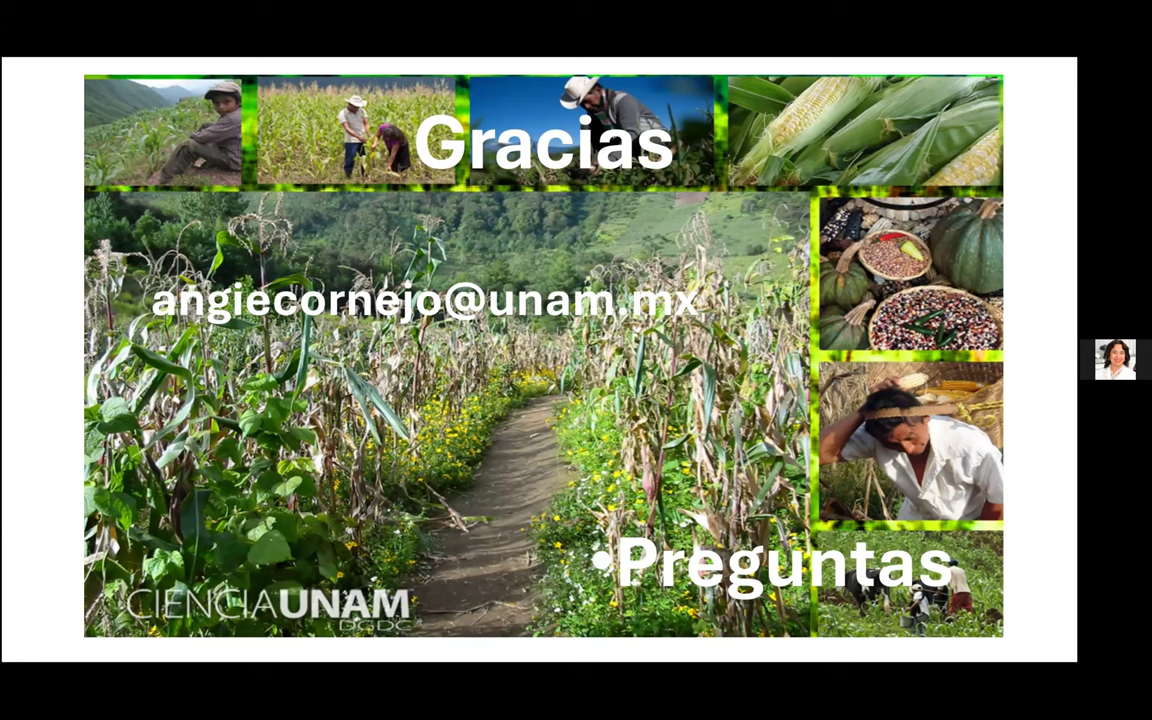 Gracias
angiecornejo@unam.mx
•Preguntas
CIENCIAUNAM
DGDC